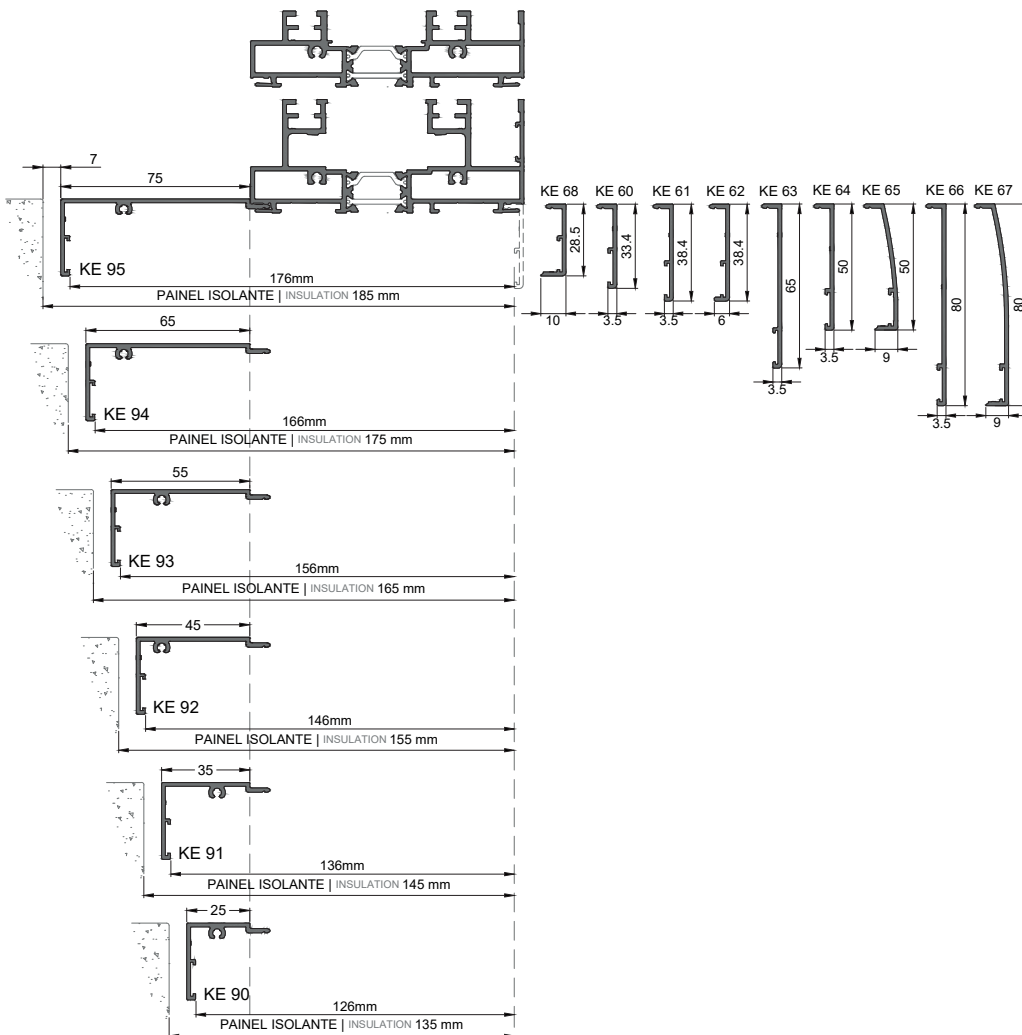 7
75
KE 95
176mm
PAINEL ISOLANTE | INSULATION 185 mm
KE 68 KE 60 KE 61 KE 62 KE 63 KE 64 KE 65 KE 66 KE 67
28.5
33.4
38.4
38.4
65
50
50
80
80
10
3.5
3.5
6
3.5
3.5
9
3.5
9
65
KE 94
166mm
PAINEL ISOLANTE | INSULATION 175 mm
55
KE 93
156mm
PAINEL ISOLANTE | INSULATION 165 mm
45
KE 92
146mm
PAINEL ISOLANTE | INSULATION 155 mm
35
KE 91
136mm
PAINEL ISOLANTE | INSULATION 145 mm
25
KE 90
126mm
PAINEL ISOLANTE | INSULATION 135 mm